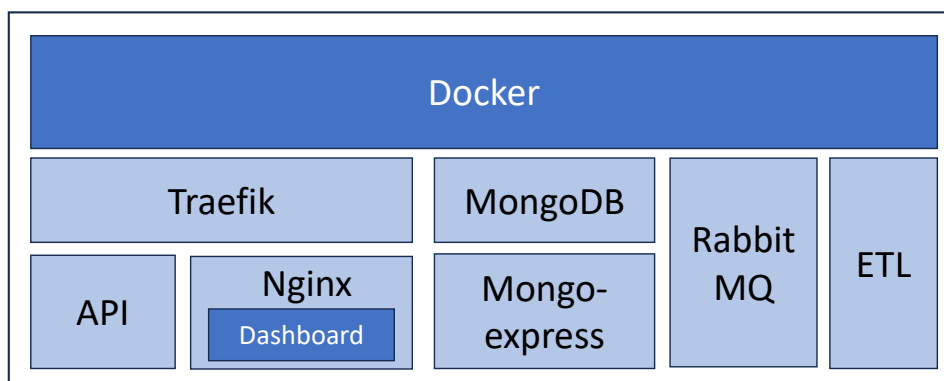 Docker
Traefik
MongoDB
Rabbit
MQ
ETL
API
Nginx
Dashboard
Mongo-
express